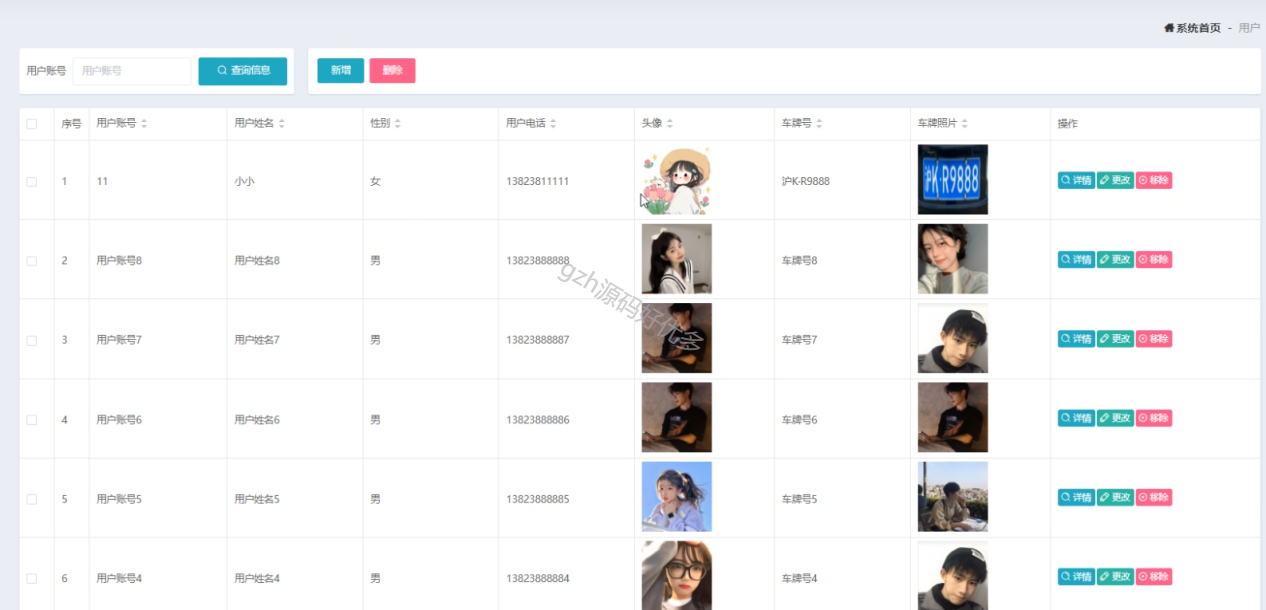 系统首页 - 用户
用户账号 用户账号 查询信息 新增 删除
序号 用户账号 用户姓名 性别 用户电话 头像 车牌号 车牌照片 操作
1 11 小小 女 13823811111 沪K-R9888 沪K·R9888 详情 更改 移除
2 用户账号8 用户姓名8 男 13823888888 车牌号8 详情 更改 移除
3 用户账号7 用户姓名7 男 13823888887 车牌号7 详情 更改 移除
4 用户账号6 用户姓名6 男 13823888886 车牌号6 详情 更改 移除
5 用户账号5 用户姓名5 男 13823888885 车牌号5 详情 更改 移除
6 用户账号4 用户姓名4 男 13823888884 车牌号4 详情 更改 移除
gzh源码好优多